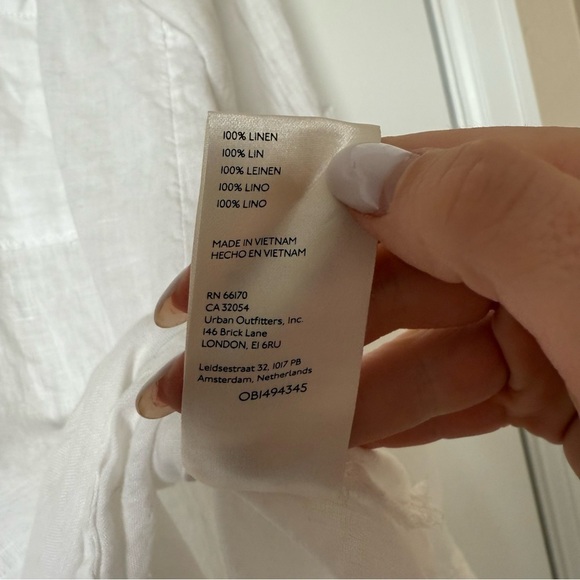 100% LINEN
100% LIN
100% LEINEN
100% LINO
100% LINO
MADE IN VIETNAM
HECHO EN VIETNAM
RN 66170
CA 32054
Urban Outfitters, Inc.
146 Brick Lane
LONDON, E1 6RU
Leidsestraat 32, 1017 PB
Amsterdam, Netherlands
OB1494345